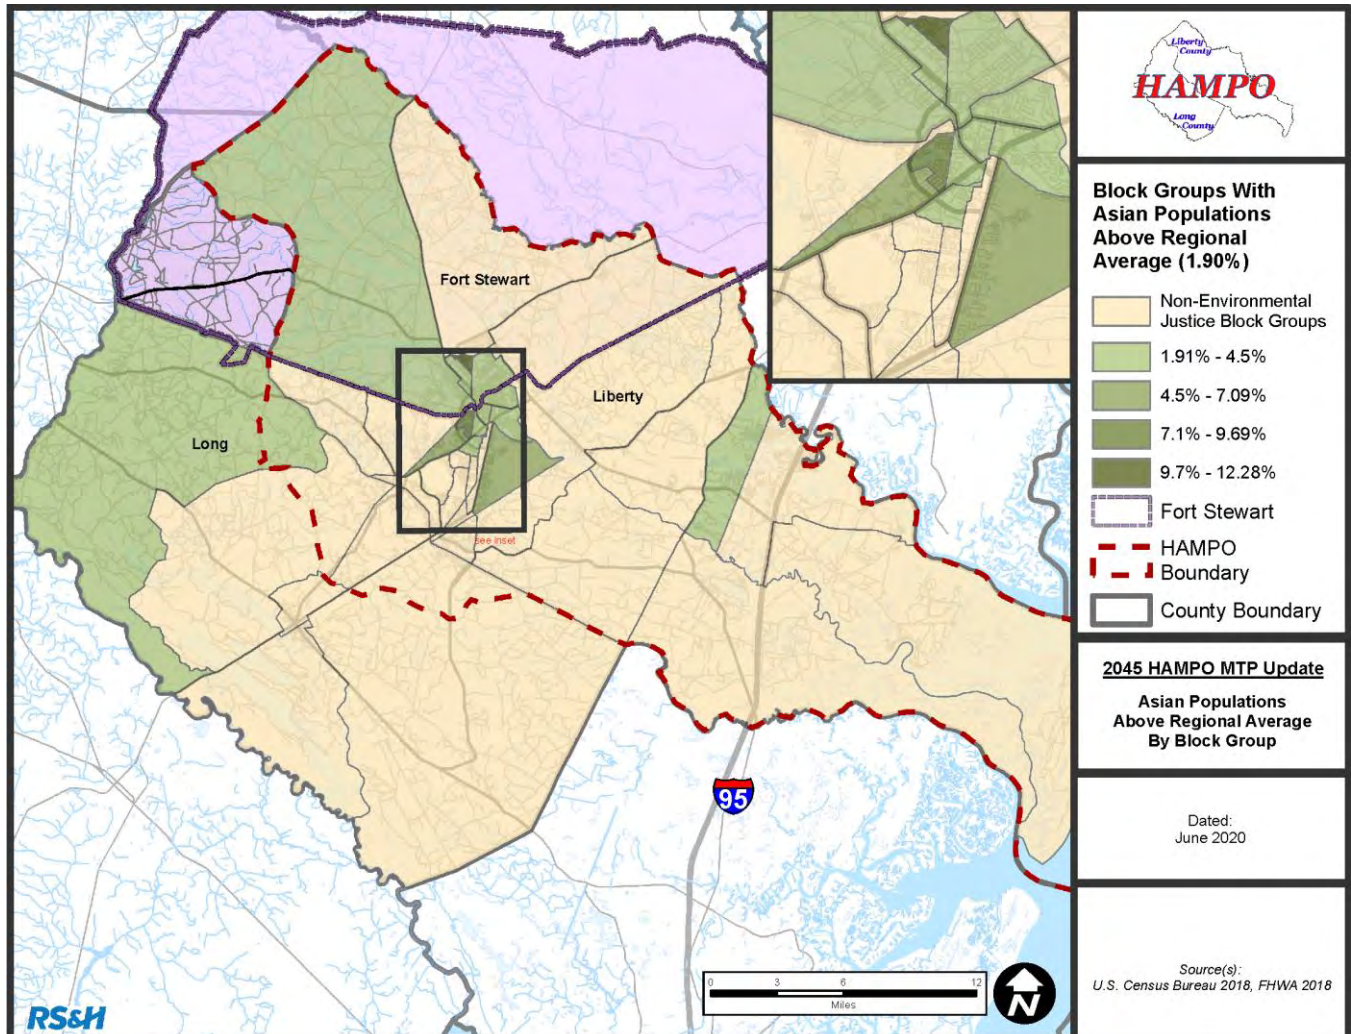 Fort Stewart
Liberty
Long
see inset
95
0 3 6 12
Miles
N
RS&H
Liberty
County
HAMPO
Long
County
Block Groups With
Asian Populations
Above Regional
Average (1.90%)
Non-Environmental
Justice Block Groups
1.91% - 4.5%
4.5% - 7.09%
7.1% - 9.69%
9.7% - 12.28%
Fort Stewart
HAMPO
Boundary
County Boundary
2045 HAMPO MTP Update
Asian Populations
Above Regional Average
By Block Group
Dated:
June 2020
Source(s):
U.S. Census Bureau 2018, FHWA 2018